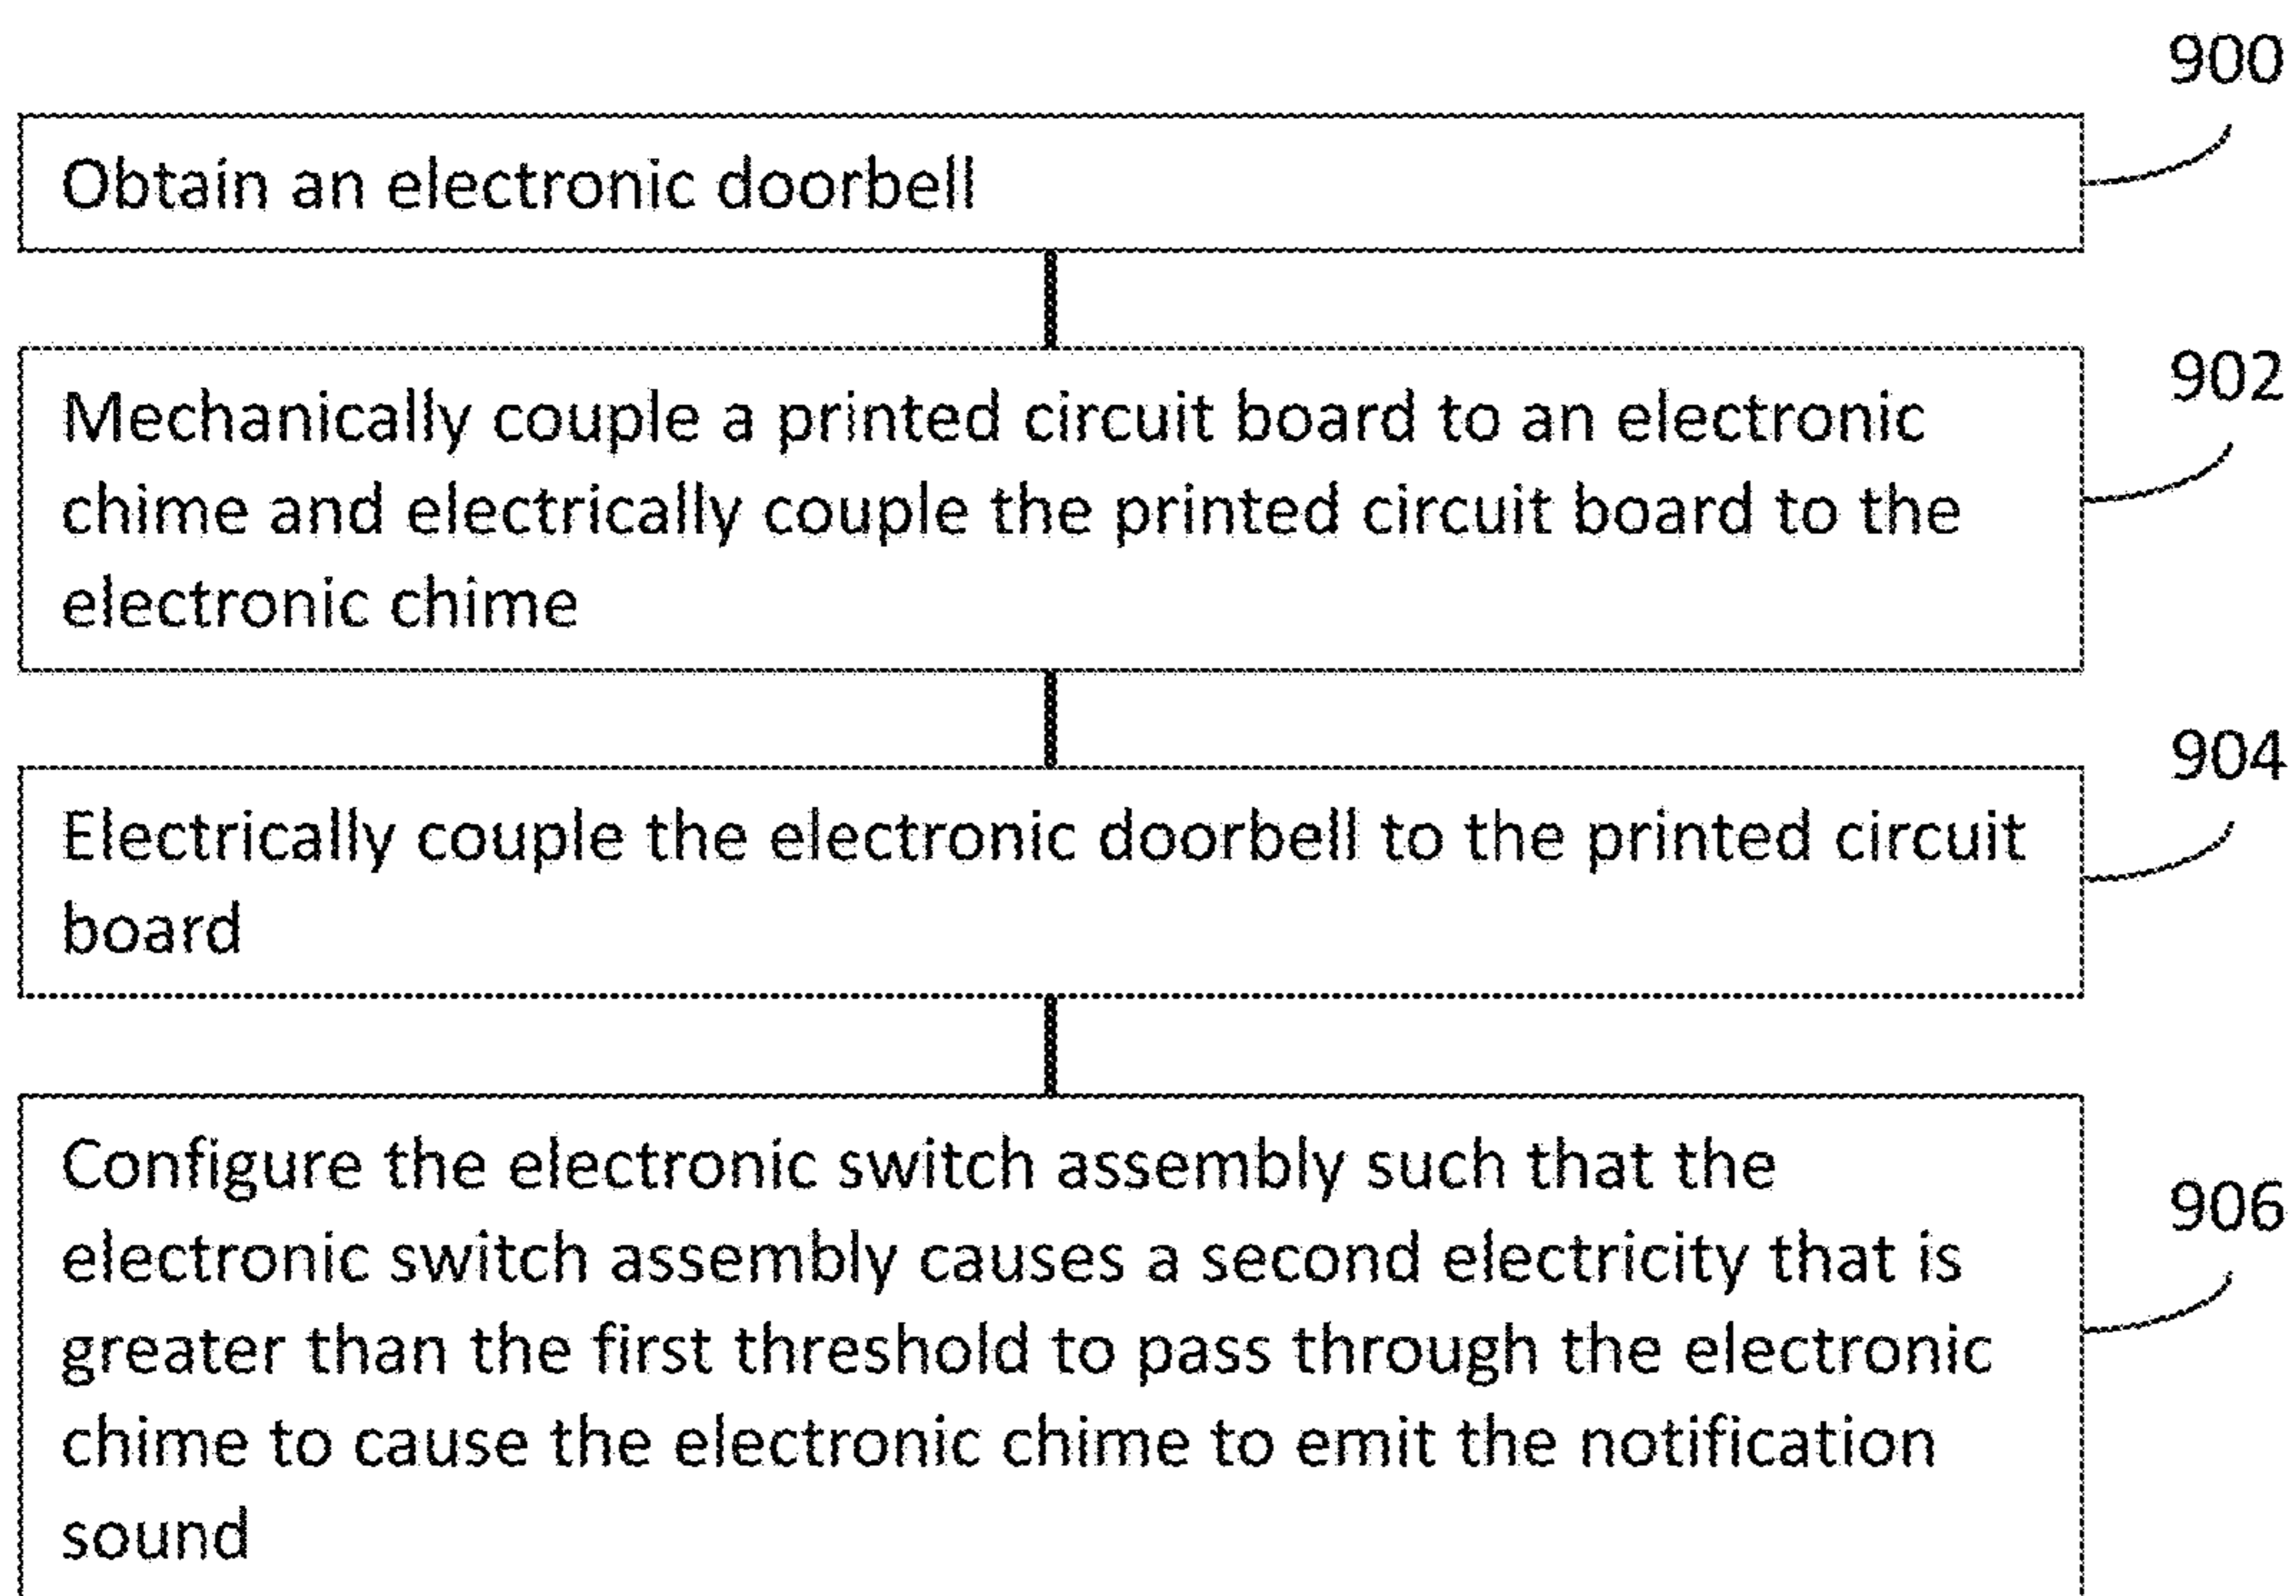 900
Obtain an electronic doorbell
902
Mechanically couple a printed circuit board to an electronic
chime and electrically couple the printed circuit board to the
electronic chime
904
Electrically couple the electronic doorbell to the printed circuit
board
906
Configure the electronic switch assembly such that the
electronic switch assembly causes a second electricity that is
greater than the first threshold to pass through the electronic
chime to cause the electronic chime to emit the notification
sound